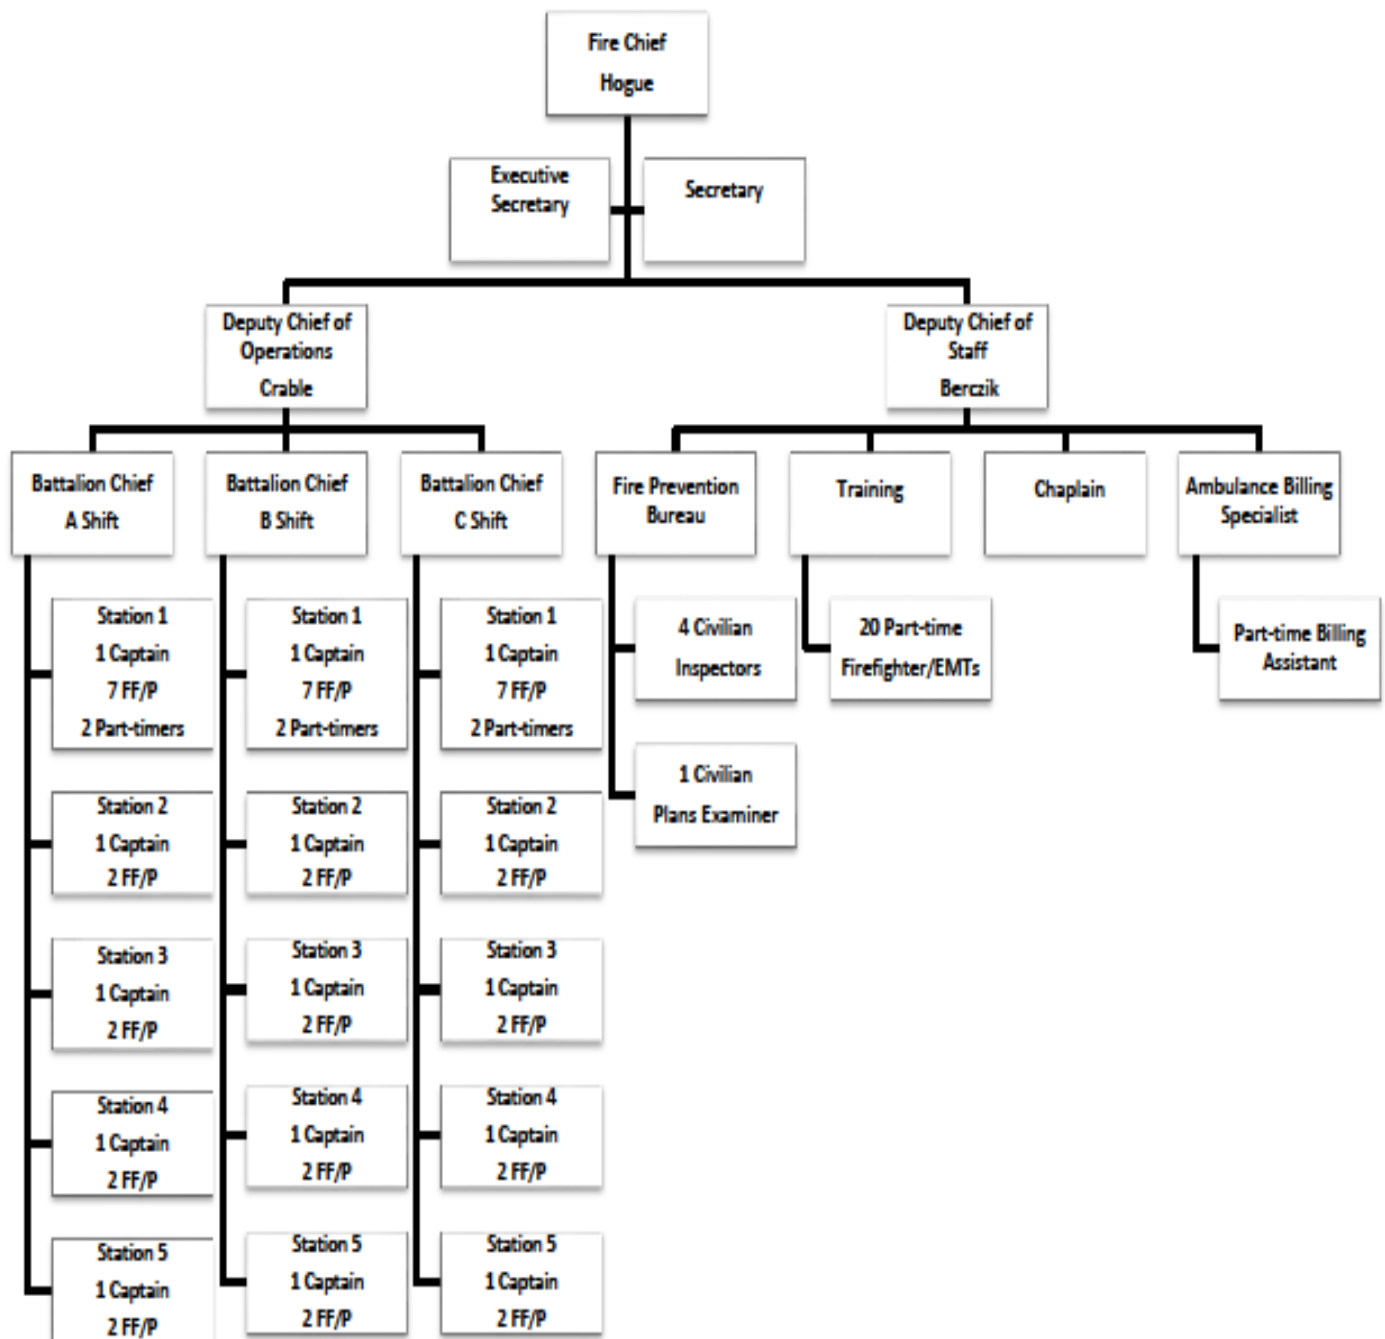 Fire Chief
Hogue
Executive
Secretary
Secretary
Deputy Chief of
Operations
Crable
Deputy Chief of
Staff
Berczik
Battalion Chief
A Shift
Battalion Chief
B Shift
Battalion Chief
C Shift
Fire Prevention
Bureau
Training
Chaplain
Ambulance Billing
Specialist
Station 1
1 Captain
7 FF/P
2 Part-timers
Station 2
1 Captain
2 FF/P
Station 3
1 Captain
2 FF/P
Station 4
1 Captain
2 FF/P
Station 5
1 Captain
2 FF/P
Station 1
1 Captain
7 FF/P
2 Part-timers
Station 2
1 Captain
2 FF/P
Station 3
1 Captain
2 FF/P
Station 4
1 Captain
2 FF/P
Station 5
1 Captain
2 FF/P
Station 1
1 Captain
7 FF/P
2 Part-timers
Station 2
1 Captain
2 FF/P
Station 3
1 Captain
2 FF/P
Station 4
1 Captain
2 FF/P
Station 5
1 Captain
2 FF/P
4 Civilian
Inspectors
1 Civilian
Plans Examiner
20 Part-time
Firefighter/EMTs
Part-time Billing
Assistant